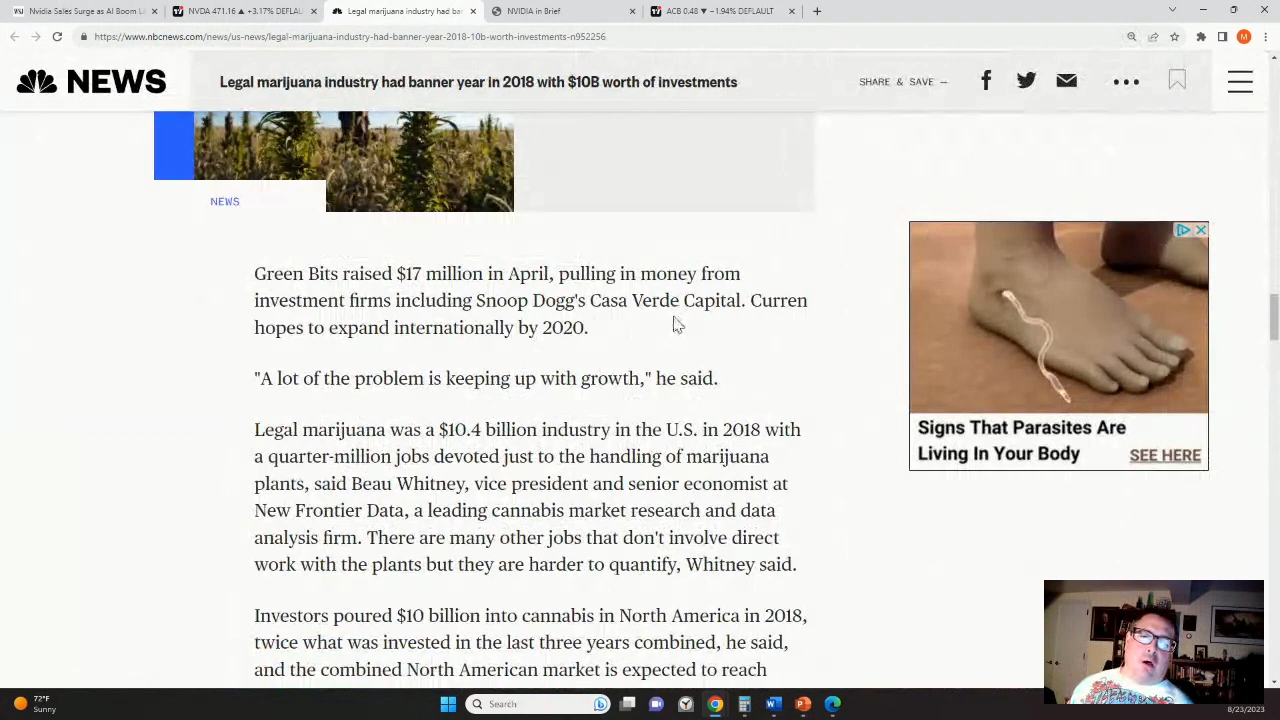 Nvidia Sales Surge as AI Boom Li
NVDA 471.16 ▲ +3.17% DEFLAU
Legal marijuana industry had bar
NVIDIA in Brief
ACB 0.48 ▼ −1.94% DEFAULT
https://www.nbcnews.com/us-news/legal-marijuana-industry-had-banner-year-2018-10b-worth-investments-n952256
M
NEWS
Legal marijuana industry had banner year in 2018 with $10B worth of investments
SHARE & SAVE —
NEWS
Green Bits raised $17 million in April, pulling in money from
investment firms including Snoop Dogg's Casa Verde Capital. Curren
hopes to expand internationally by 2020.
"A lot of the problem is keeping up with growth," he said.
Legal marijuana was a $10.4 billion industry in the U.S. in 2018 with
a quarter-million jobs devoted just to the handling of marijuana
plants, said Beau Whitney, vice president and senior economist at
New Frontier Data, a leading cannabis market research and data
analysis firm. There are many other jobs that don't involve direct
work with the plants but they are harder to quantify, Whitney said.
Investors poured $10 billion into cannabis in North America in 2018,
twice what was invested in the last three years combined, he said,
and the combined North American market is expected to reach
Signs That Parasites Are
Living In Your Body
SEE HERE
72°F
Sunny
Search
8/23/2023